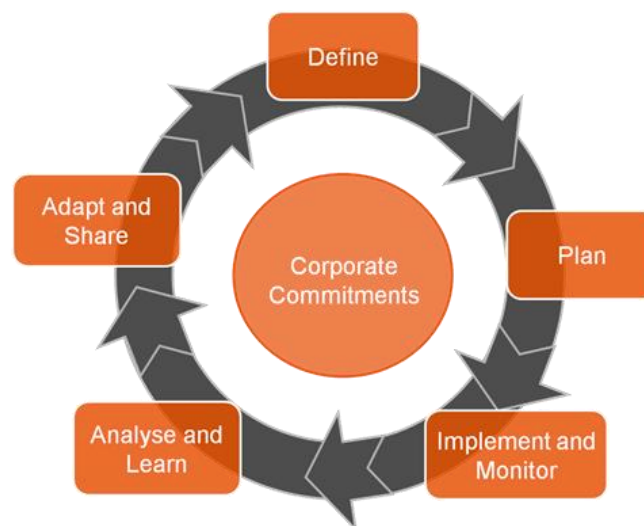 Define
Plan
Implement and
Monitor
Analyse and
Learn
Adapt and
Share
Corporate
Commitments